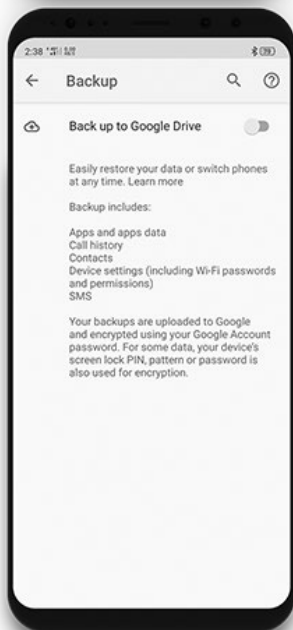 2:38
Backup
Back up to Google Drive
Easily restore your data or switch phones
at any time. Learn more
Backup includes:
Apps and apps data
Call history
Contacts
Device settings (including Wi-Fi passwords
and permissions)
SMS
Your backups are uploaded to Google
and encrypted using your Google Account
password. For some data, your device's
screen lock PIN, pattern or password is
also used for encryption.